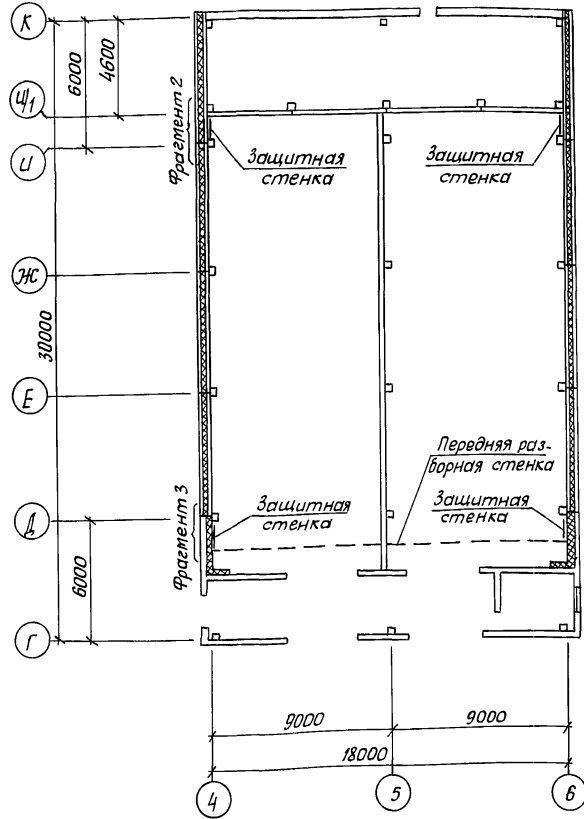 К
И/1
И
Ж
Е
Д
Г
6000
4600
30000
6000
Фрагмент 2
Фрагмент 3
Защитная
стенка
Защитная
стенка
Передняя раз-
борная стенка
Защитная
стенка
Защитная
стенка
9000
9000
18000
4
5
6